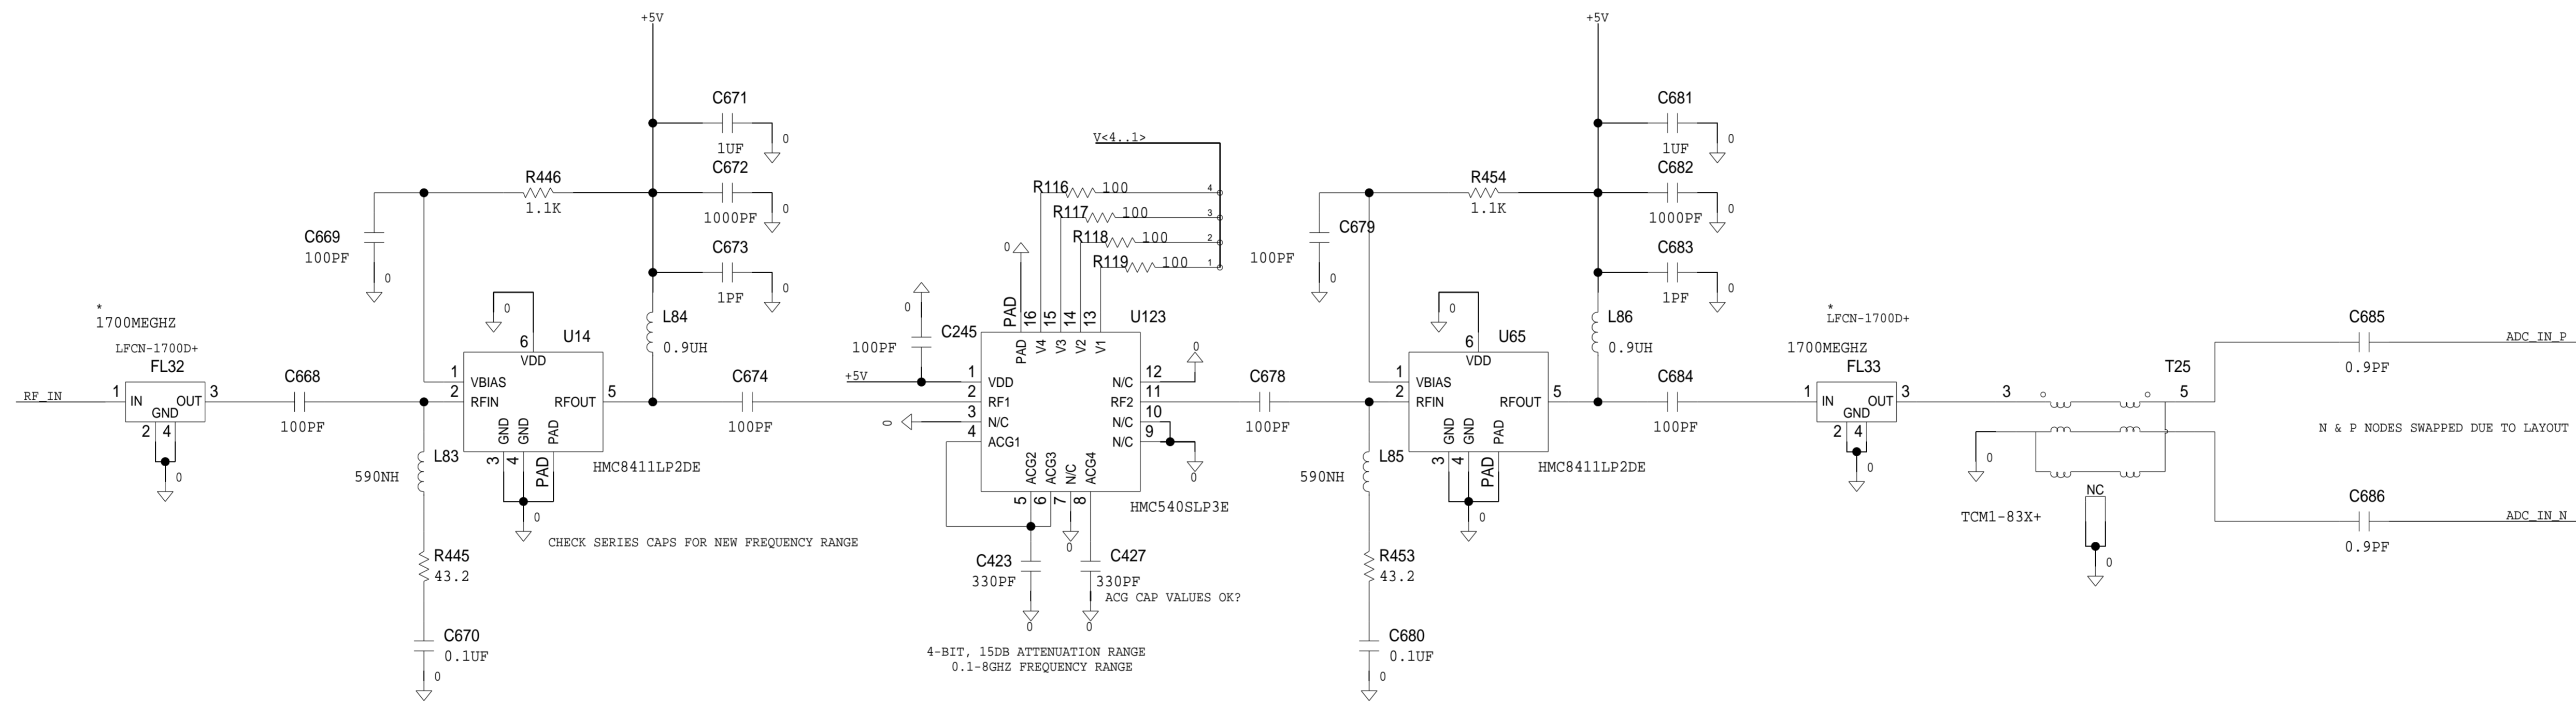 +5V
C671
1UF
0
C672
1000PF
0
C673
1PF
0
R446
1.1K
C669
100PF
0
*
1700MEGHZ
LFCN-1700D+
FL32
RF_IN
1
IN
OUT
3
GND
2
4
0
C668
100PF
0
6
VDD
U14
1
VBIAS
2
RFIN
RFOUT
5
GND
GND
PAD
3
4
PAD
0
HMC8411LP2DE
L84
0.9UH
L83
590NH
R445
43.2
C670
0.1UF
0
CHECK SERIES CAPS FOR NEW FREQUENCY RANGE
C674
100PF
0
C245
100PF
+5V
V<4..1>
R116
100
4
R117
100
3
R118
100
2
R119
100
1
0
PAD
16
15
14
13
U123
PAD
V4
V3
V2
V1
1
VDD
2
RF1
3
N/C
4
ACG1
0
N/C
12
RF2
11
N/C
10
N/C
9
0
0
ACG2
ACG3
N/C
ACG4
5
6
7
8
HMC540SLP3E
0
C423
330PF
0
C427
330PF
0
ACG CAP VALUES OK?
4-BIT, 15DB ATTENUATION RANGE
0.1-8GHZ FREQUENCY RANGE
C678
100PF
+5V
C681
1UF
0
C682
1000PF
0
C683
1PF
0
R454
1.1K
C679
100PF
0
0
6
VDD
U65
1
VBIAS
2
RFIN
RFOUT
5
GND
GND
PAD
3
4
PAD
0
HMC8411LP2DE
L86
0.9UH
L85
590NH
R453
43.2
C680
0.1UF
0
C684
100PF
*
LFCN-1700D+
1700MEGHZ
FL33
1
IN
OUT
3
GND
2
4
0
3
T25
5
0
NC
0
TCM1-83X+
C685
0.9PF
ADC_IN_P
N & P NODES SWAPPED DUE TO LAYOUT
C686
0.9PF
ADC_IN_N